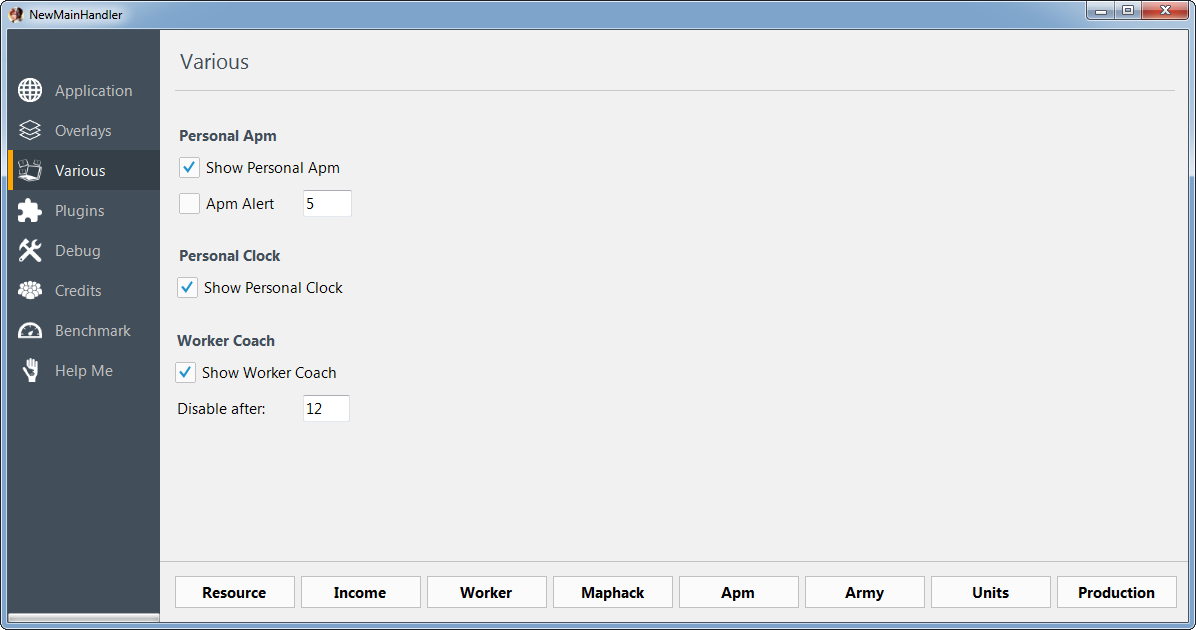 NewMainHandler
Application
Overlays
Various
Plugins
Debug
Credits
Benchmark
Help Me
Various
Personal Apm
Show Personal Apm
Apm Alert 5
Personal Clock
Show Personal Clock
Worker Coach
Show Worker Coach
Disable after: 12
Resource Income Worker Maphack Apm Army Units Production